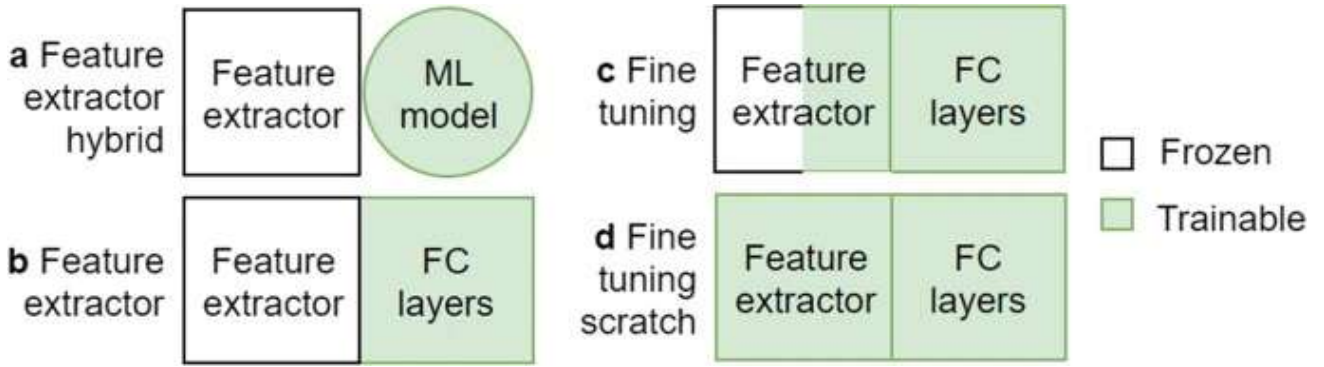 a Feature
extractor
hybrid
Feature
extractor
ML
model
b Feature
extractor
Feature
extractor
FC
layers
c Fine
tuning
Feature
extractor
FC
layers
d Fine
tuning
scratch
Feature
extractor
FC
layers
Frozen
Trainable